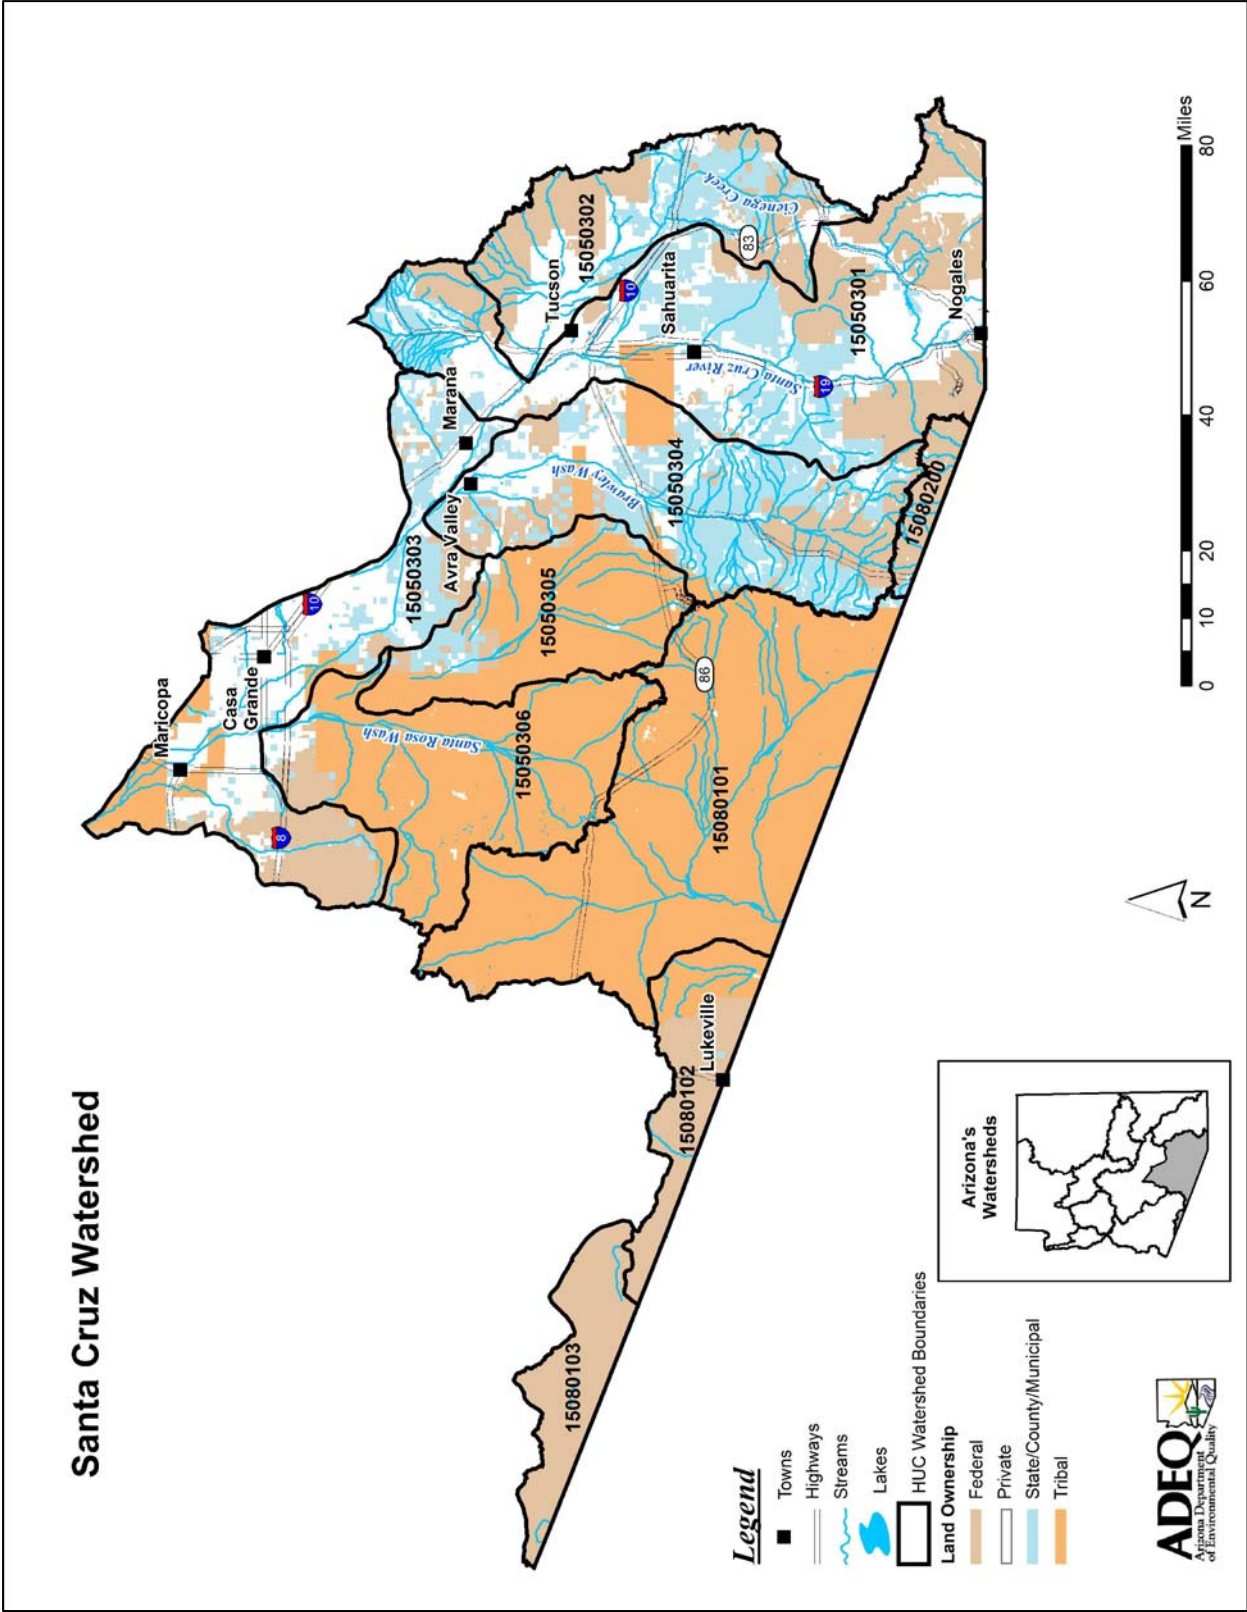 Santa Cruz Watershed
Maricopa
Casa
Grande
10
8
15050303
Marana
Avra Valley
Santa Rosa Wash
15050306
15050305
Brawley Wash
15050304
Tucson
15050302
10
Sahuarita
Cienega Creek
83
Santa Cruz River
15050301
19
Nogales
15080200
86
15080101
Lukeville
15080102
15080103
Legend
Towns
Highways
Streams
Lakes
HUC Watershed Boundaries
Land Ownership
Federal
Private
State/County/Municipal
Tribal
Arizona's
Watersheds
N
0 10 20 40 60 80
Miles
ADEQ
Arizona Department
of Environmental Quality